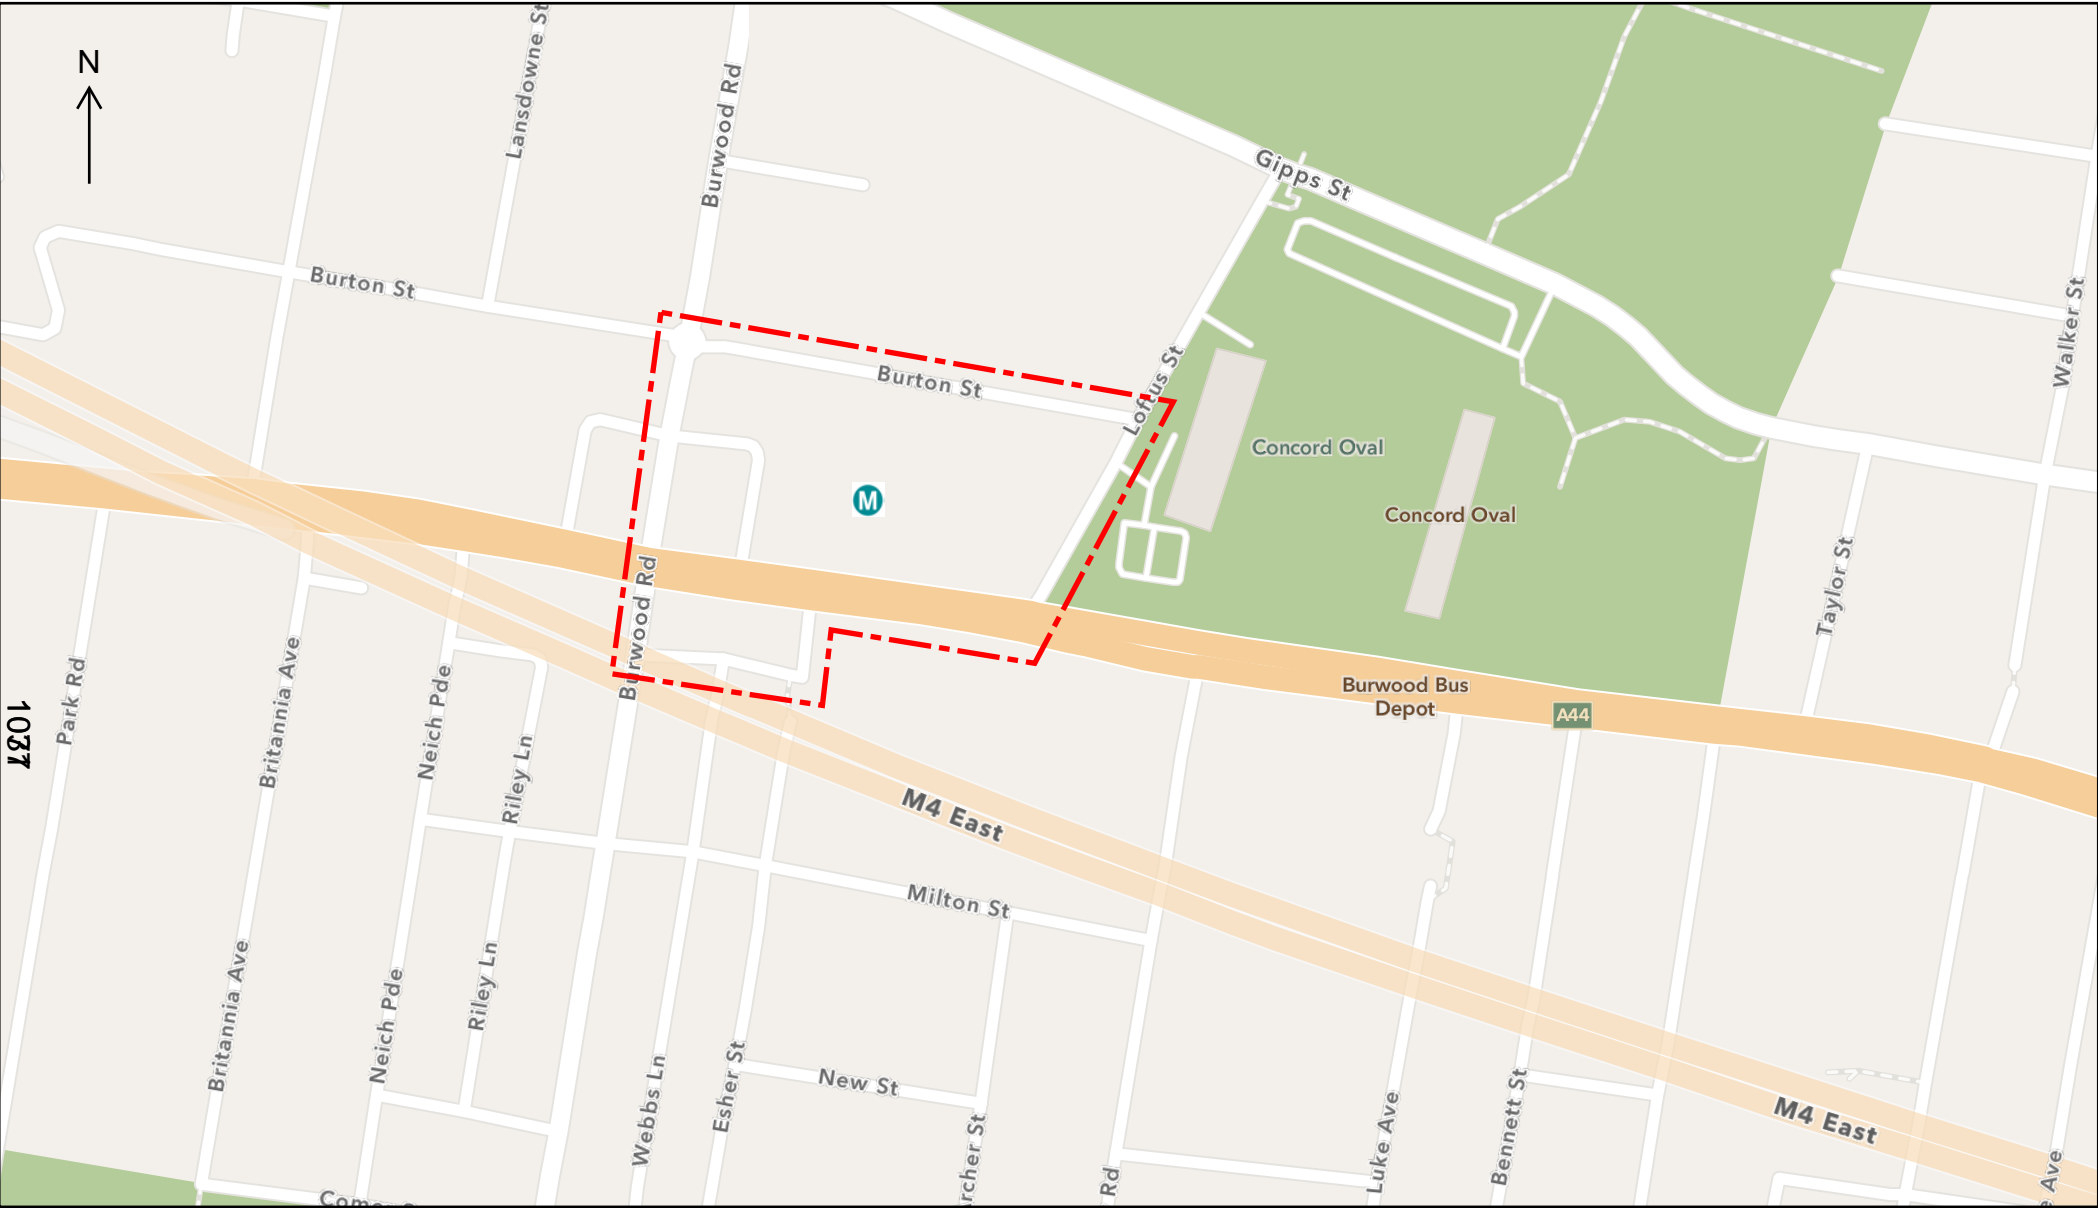 N
Lansdowne St
Burwood Rd
Gipps St
Burton St
Walker St
Loftus St
Burton St
Concord Oval
M
Concord Oval
Taylor St
Burwood Rd
Park Rd
Britannia Ave
Neich Pde
Burwood Bus
Depot
A44
Riley Ln
M4 East
Milton St
Britannia Ave
Neich Pde
Riley Ln
Webbs Ln
Esher St
New St
Rd
Luke Ave
Bennett St
M4 East
Ave